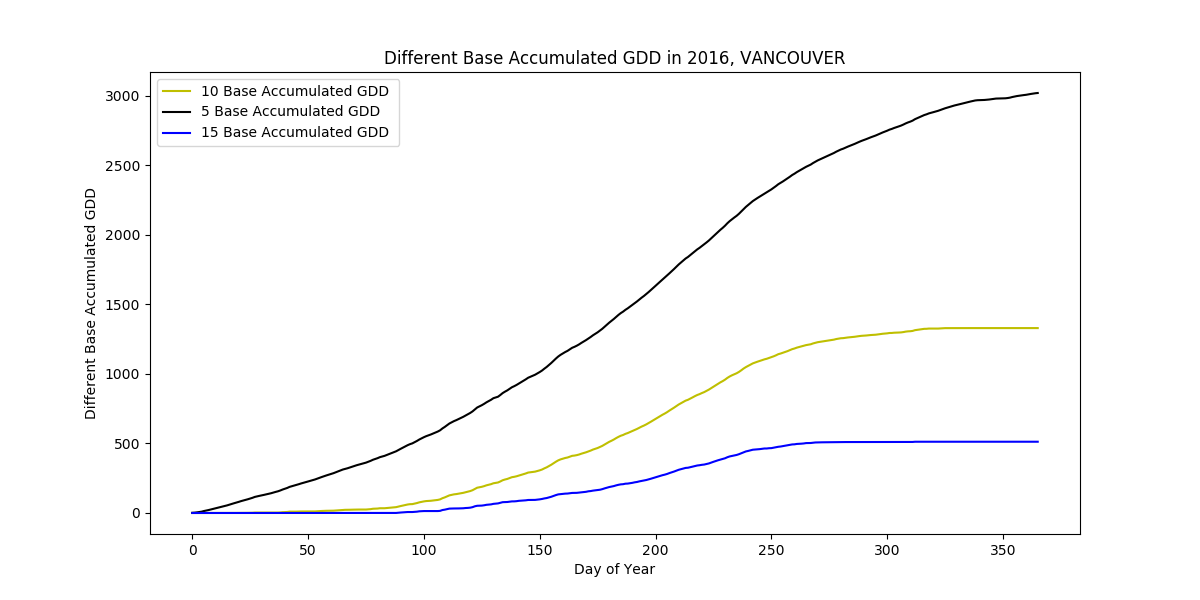 Different Base Accumulated GDD in 2016, VANCOUVER
10 Base Accumulated GDD
5 Base Accumulated GDD
15 Base Accumulated GDD
Different Base Accumulated GDD
3000
2500
2000
1500
1000
500
0
0 50 100 150 200 250 300 350
Day of Year